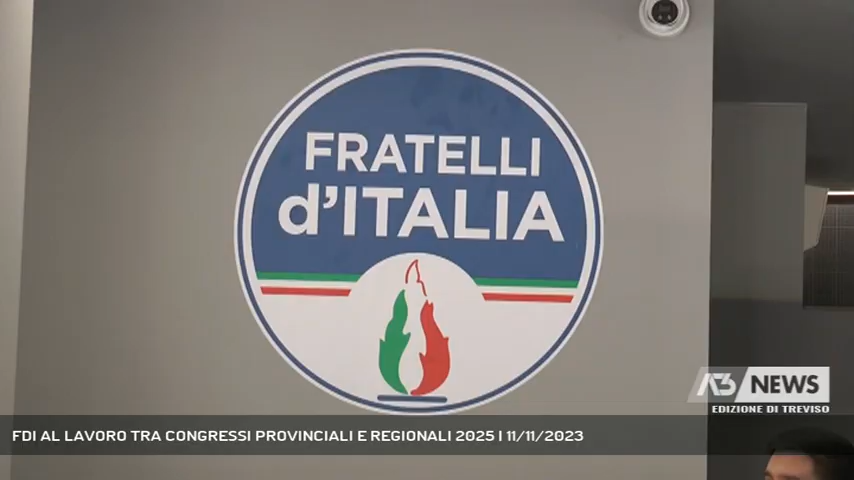 FRATELLI
d'ITALIA
A3 NEWS
EDIZIONE DI TREVISO
FDI AL LAVORO TRA CONGRESSI PROVINCIALI E REGIONALI 2025 | 11/11/2023